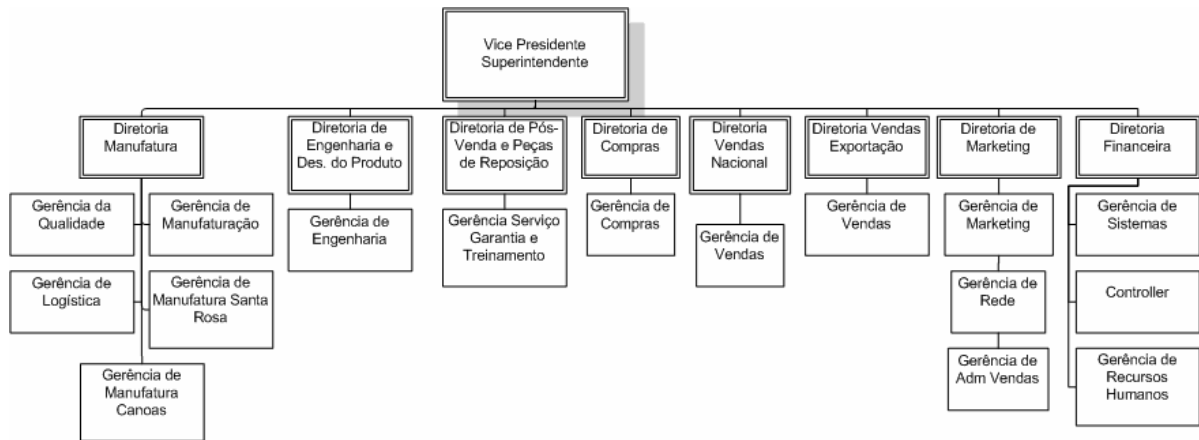 Vice Presidente
Superintendente
Diretoria
Manufatura
Diretoria de
Engenharia e
Des. do Produto
Diretoria de Pós-
Venda e Peças
de Reposição
Diretoria de
Compras
Diretoria
Vendas
Nacional
Diretoria Vendas
Exportação
Diretoria de
Marketing
Diretoria
Financeira
Gerência da
Qualidade
Gerência de
Manufaturação
Gerência de
Engenharia
Gerência Serviço
Garantia e
Treinamento
Gerência de
Compras
Gerência de
Vendas
Gerência de
Vendas
Gerência de
Marketing
Gerência de
Sistemas
Gerência de
Logística
Gerência de
Manufatura Santa
Rosa
Gerência de
Rede
Controller
Gerência de
Manufatura
Canoas
Gerência de
Adm Vendas
Gerência de
Recursos
Humanos